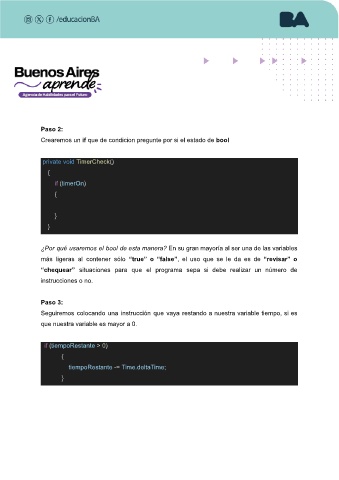 /educacionBA
BA
Buenos Aires
aprende
Agencia de Habilidades para el Futuro
Paso 2:
Crearemos un if que de condicion pregunte por si el estado de bool
private void TimerCheck()
{
if (timerOn)
{
}
}
¿Por qué usaremos el bool de esta manera? En su gran mayoría al ser una de las variables
más ligeras al contener sólo “true” o “false”, el uso que se le da es de “revisar” o
“chequear” situaciones para que el programa sepa si debe realizar un número de
instrucciones o no.
Paso 3:
Seguiremos colocando una instrucción que vaya restando a nuestra variable tiempo, si es
que nuestra variable es mayor a 0.
if (tiempoRestante > 0)
{
tiempoRestante -= Time.deltaTime;
}